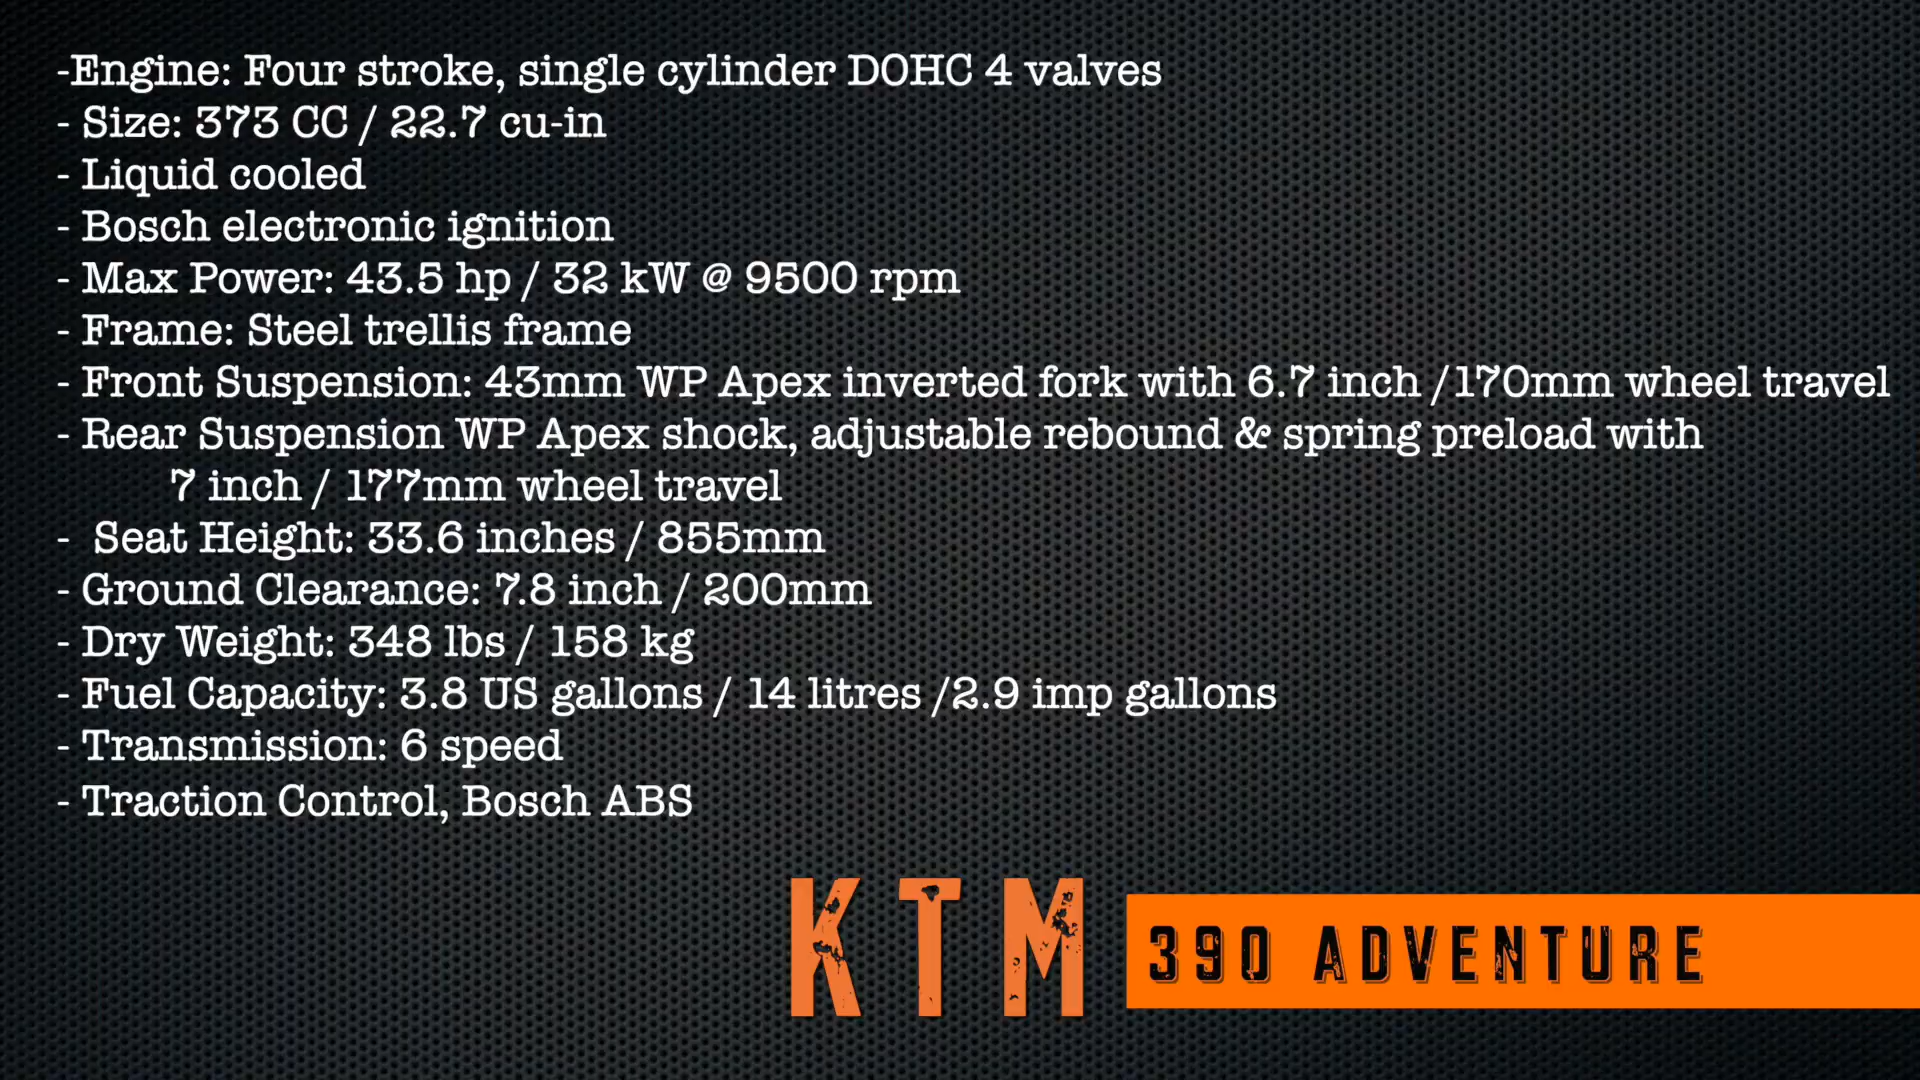 -Engine: Four stroke, single cylinder DOHC 4 valves
- Size: 373 CC / 22.7 cu-in
- Liquid cooled
- Bosch electronic ignition
- Max Power: 43.5 hp / 32 kW @ 9500 rpm
- Frame: Steel trellis frame
- Front Suspension: 43mm WP Apex inverted fork with 6.7 inch /170mm wheel travel
- Rear Suspension WP Apex shock, adjustable rebound & spring preload with
7 inch / 177mm wheel travel
- Seat Height: 33.6 inches / 855mm
- Ground Clearance: 7.8 inch / 200mm
- Dry Weight: 348 lbs / 158 kg
- Fuel Capacity: 3.8 US gallons / 14 litres /2.9 imp gallons
- Transmission: 6 speed
- Traction Control, Bosch ABS
KTM 390 ADVENTURE